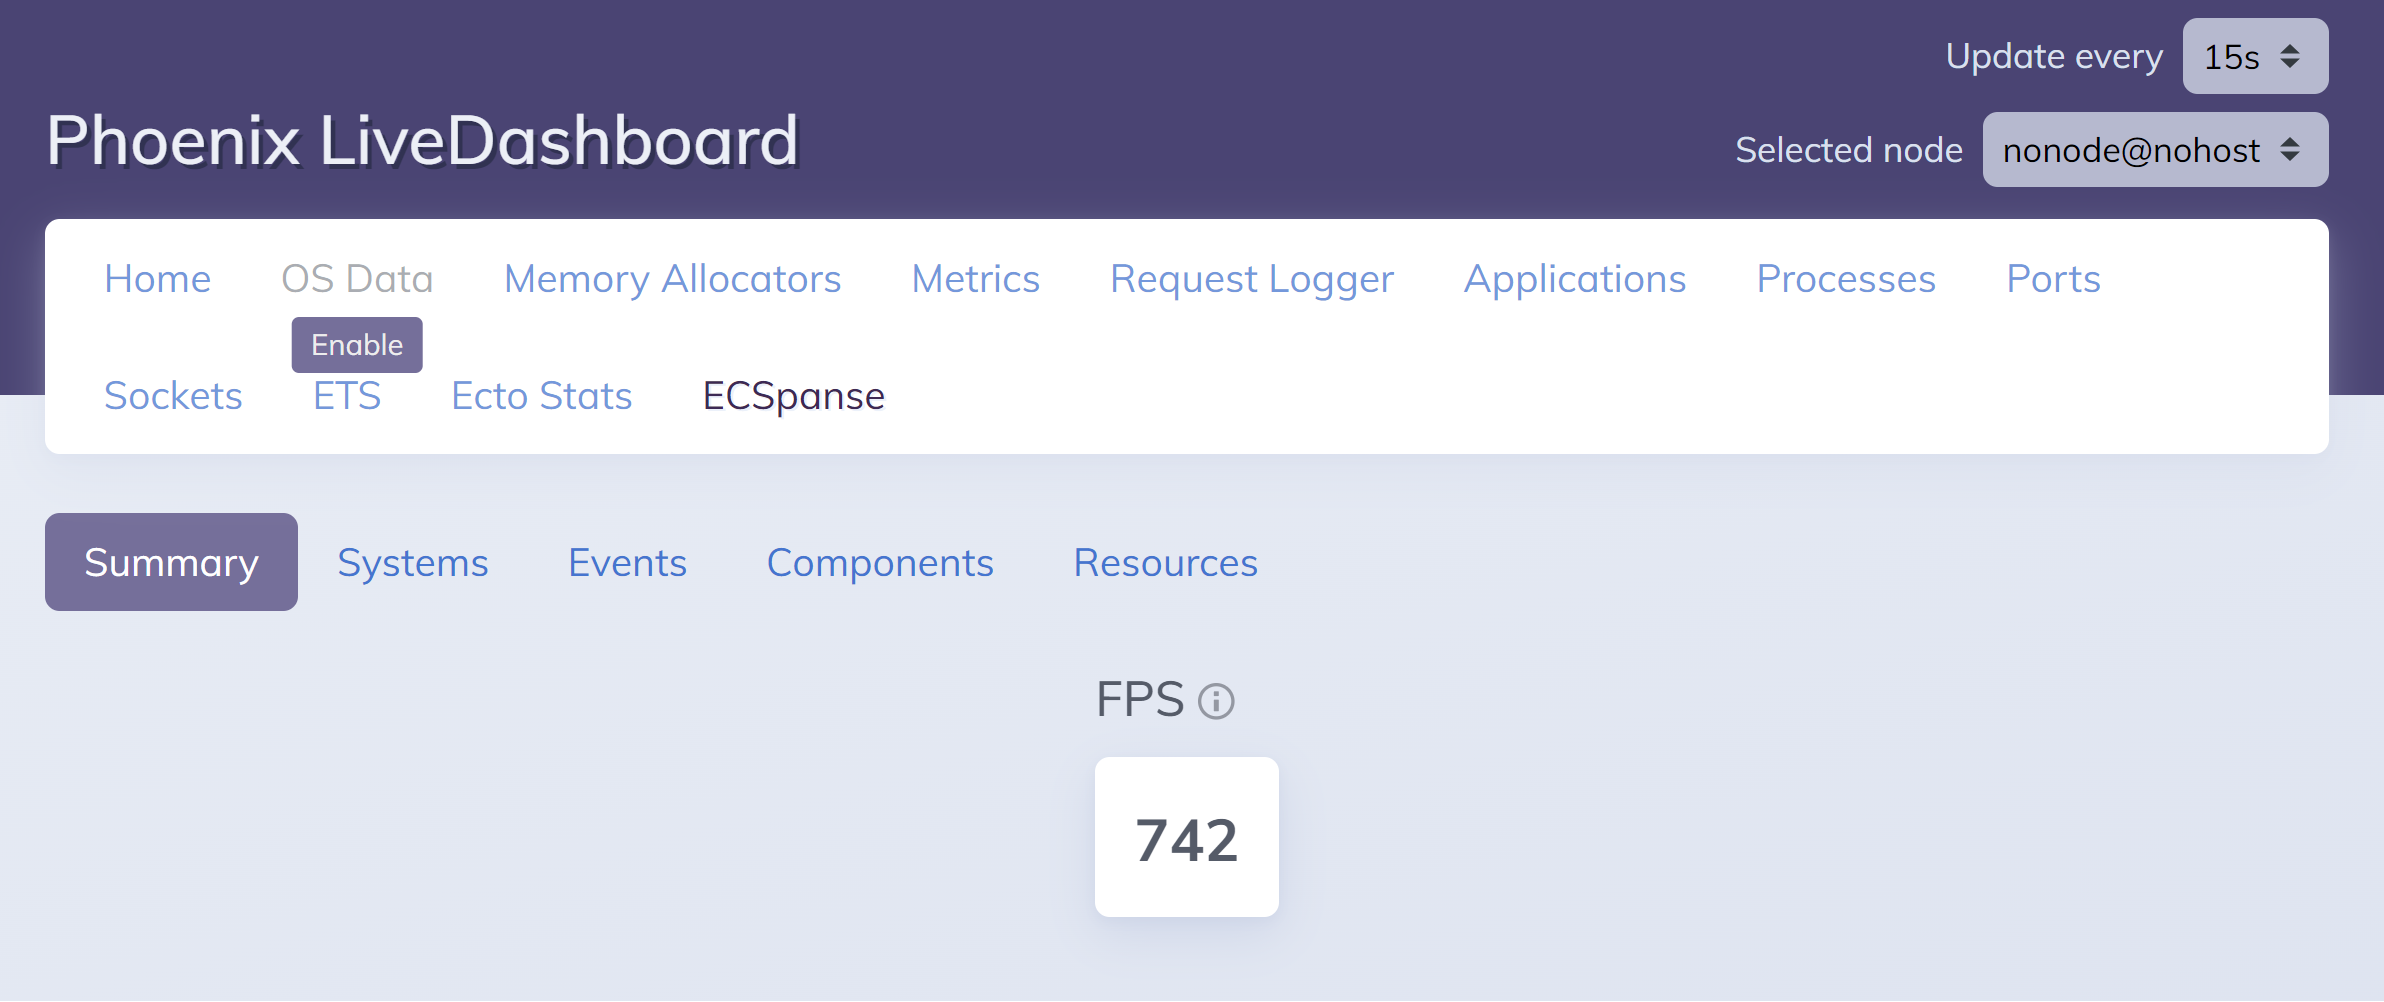 Update every 15s
Phoenix LiveDashboard
Selected node nonode@nohost
Home OS Data Memory Allocators Metrics Request Logger Applications Processes Ports
Enable
Sockets ETS Ecto Stats ECSpanse
Summary Systems Events Components Resources
FPS
742